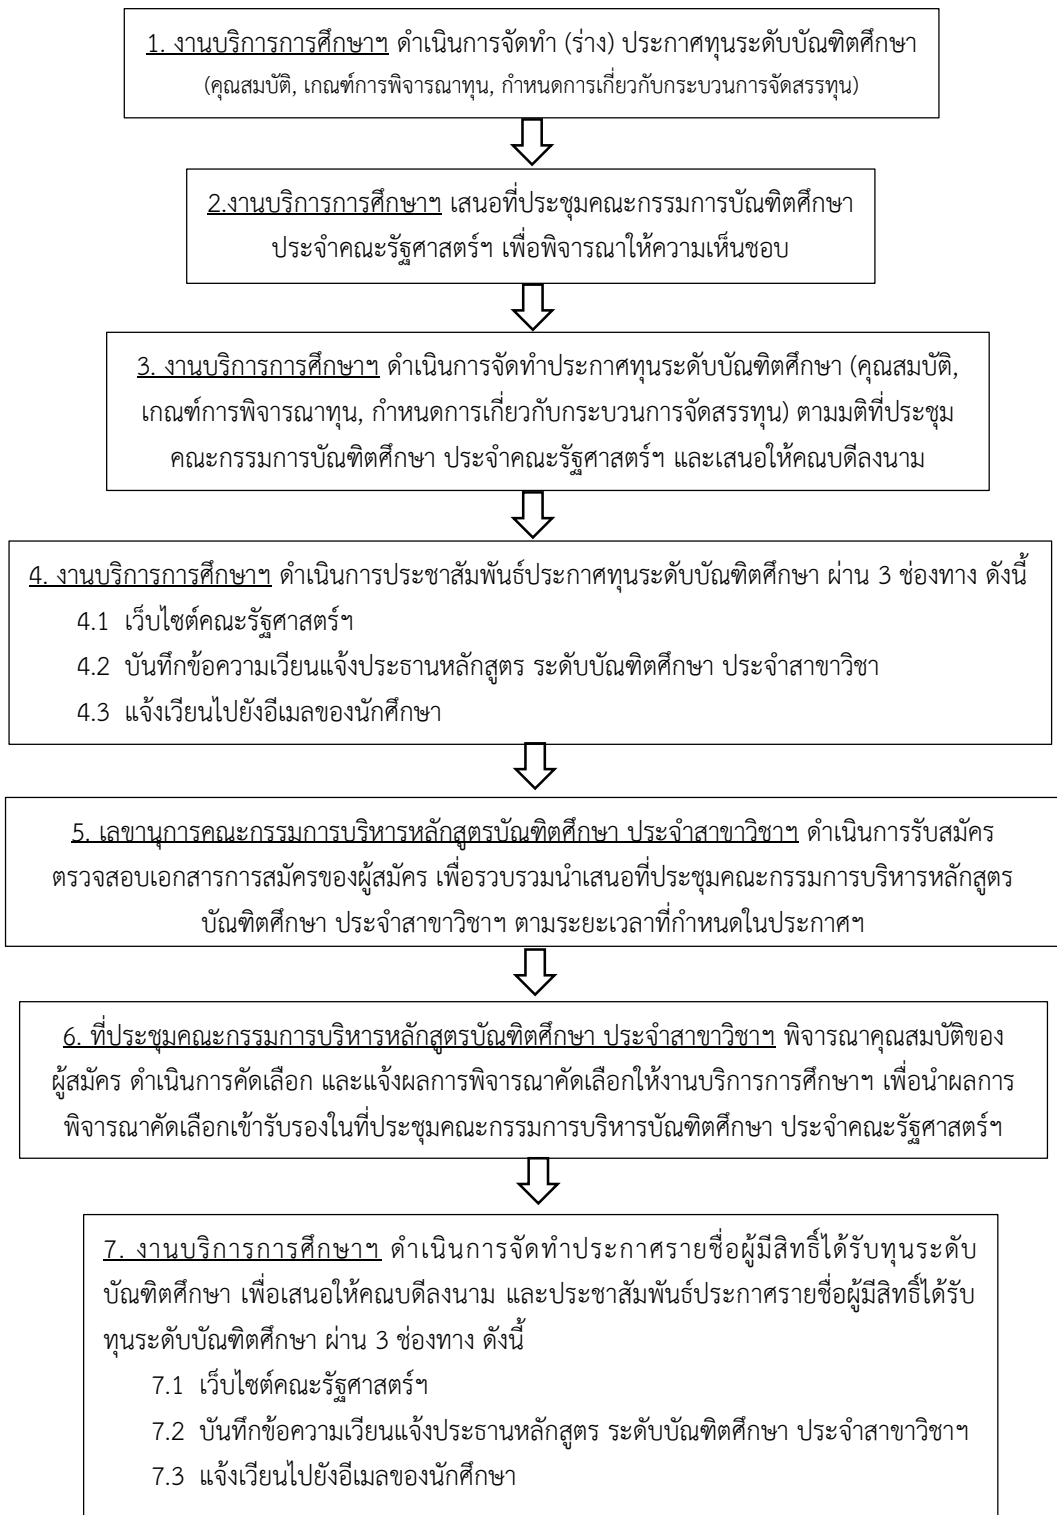 1. งานบริการการศึกษาฯ ดำเนินการจัดทำ (ร่าง) ประกาศทุนระดับบัณฑิตศึกษา
(คุณสมบัติ, เกณฑ์การพิจารณาทุน, กำหนดการเกี่ยวกับกระบวนการจัดสรรทุน)
2.งานบริการการศึกษาฯ เสนอที่ประชุมคณะกรรมการบัณฑิตศึกษา
ประจำคณะรัฐศาสตร์ฯ เพื่อพิจารณาให้ความเห็นชอบ
3. งานบริการการศึกษาฯ ดำเนินการจัดทำประกาศทุนระดับบัณฑิตศึกษา (คุณสมบัติ,
เกณฑ์การพิจารณาทุน, กำหนดการเกี่ยวกับกระบวนการจัดสรรทุน) ตามมติที่ประชุม
คณะกรรมการบัณฑิตศึกษา ประจำคณะรัฐศาสตร์ฯ และเสนอให้คณบดีลงนาม
4. งานบริการการศึกษาฯ ดำเนินการประชาสัมพันธ์ประกาศทุนระดับบัณฑิตศึกษา ผ่าน 3 ช่องทาง ดังนี้
4.1 เว็บไซต์คณะรัฐศาสตร์ฯ
4.2 บันทึกข้อความเวียนแจ้งประธานหลักสูตร ระดับบัณฑิตศึกษา ประจำสาขาวิชา
4.3 แจ้งเวียนไปยังอีเมลของนักศึกษา
5. เลขานุการคณะกรรมการบริหารหลักสูตรบัณฑิตศึกษา ประจำสาขาวิชาฯ ดำเนินการรับสมัคร
ตรวจสอบเอกสารการสมัครของผู้สมัคร เพื่อรวบรวมนำเสนอที่ประชุมคณะกรรมการบริหารหลักสูตร
บัณฑิตศึกษา ประจำสาขาวิชาฯ ตามระยะเวลาที่กำหนดในประกาศฯ
6. ที่ประชุมคณะกรรมการบริหารหลักสูตรบัณฑิตศึกษา ประจำสาขาวิชาฯ พิจารณาคุณสมบัติของ
ผู้สมัคร ดำเนินการคัดเลือก และแจ้งผลการพิจารณาคัดเลือกให้งานบริการการศึกษาฯ เพื่อนำผลการ
พิจารณาคัดเลือกเข้ารับรองในที่ประชุมคณะกรรมการบริหารบัณฑิตศึกษา ประจำคณะรัฐศาสตร์ฯ
7. งานบริการการศึกษาฯ ดำเนินการจัดทำประกาศรายชื่อผู้มีสิทธิ์ได้รับทุนระดับ
บัณฑิตศึกษา เพื่อเสนอให้คณบดีลงนาม และประชาสัมพันธ์ประกาศรายชื่อผู้มีสิทธิ์ได้รับ
ทุนระดับบัณฑิตศึกษา ผ่าน 3 ช่องทาง ดังนี้
7.1 เว็บไซต์คณะรัฐศาสตร์ฯ
7.2 บันทึกข้อความเวียนแจ้งประธานหลักสูตร ระดับบัณฑิตศึกษา ประจำสาขาวิชาฯ
7.3 แจ้งเวียนไปยังอีเมลของนักศึกษา